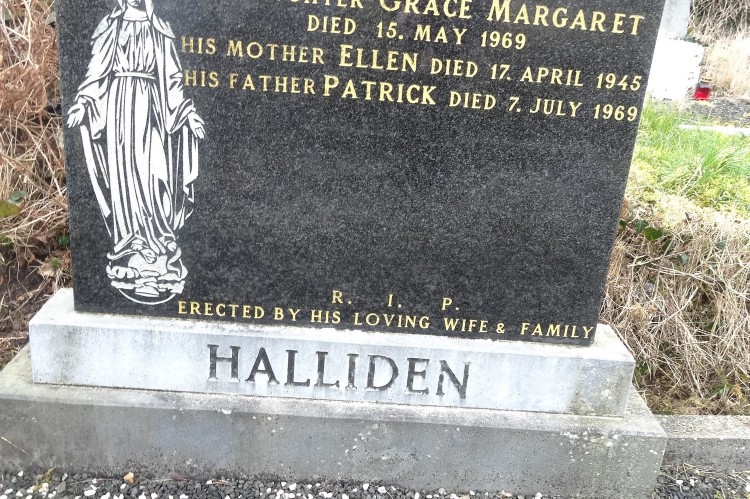 GRACE MARGARET
DIED 15. MAY 1969
HIS MOTHER ELLEN DIED 17. APRIL 1945
HIS FATHER PATRICK DIED 7. JULY 1969
R. I. P.
ERECTED BY HIS LOVING WIFE & FAMILY
HALLIDEN